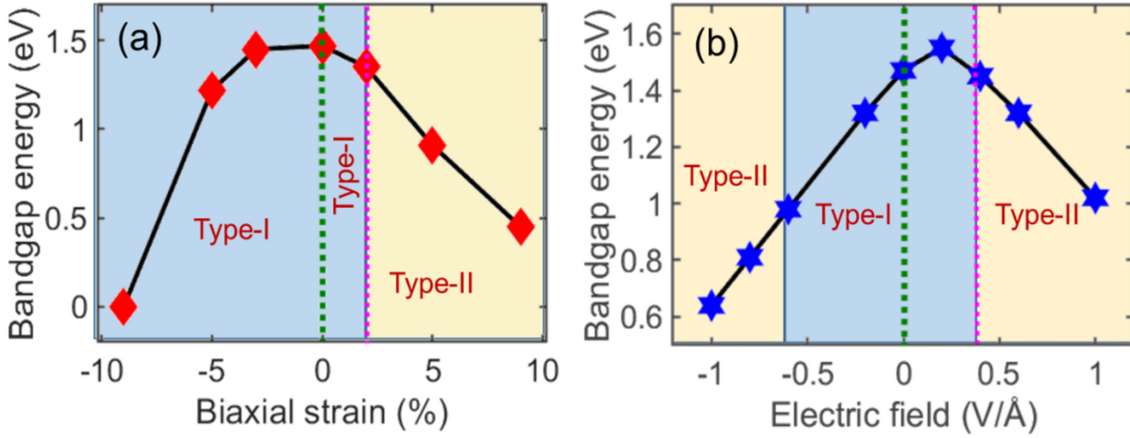 (a)
Bandgap energy (eV)
1.5
1
0.5
0
Type-I
Type-I
Type-II
-10
-5
0
5
10
Biaxial strain (%)
(b)
Bandgap energy (eV)
1.6
1.4
1.2
1
0.8
0.6
Type-II
Type-I
Type-II
-1
-0.5
0
0.5
1
Electric field (V/Å)